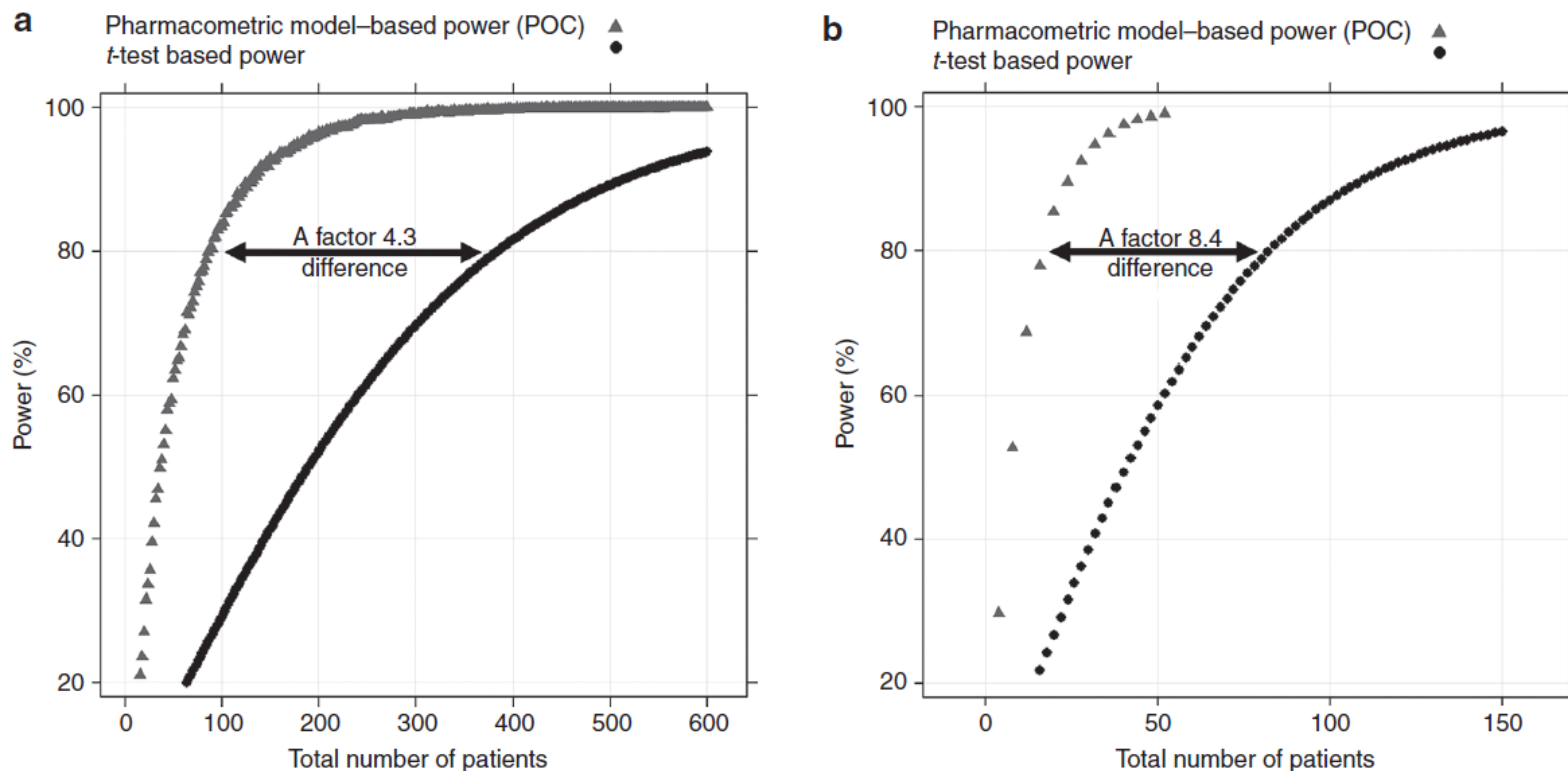 a
Pharmacometric model–based power (POC)
t-test based power
100
80
60
40
20
Power (%)
A factor 4.3
difference
0 100 200 300 400 500 600
Total number of patients
b
Pharmacometric model–based power (POC)
t-test based power
100
80
60
40
20
Power (%)
A factor 8.4
difference
0 50 100 150
Total number of patients